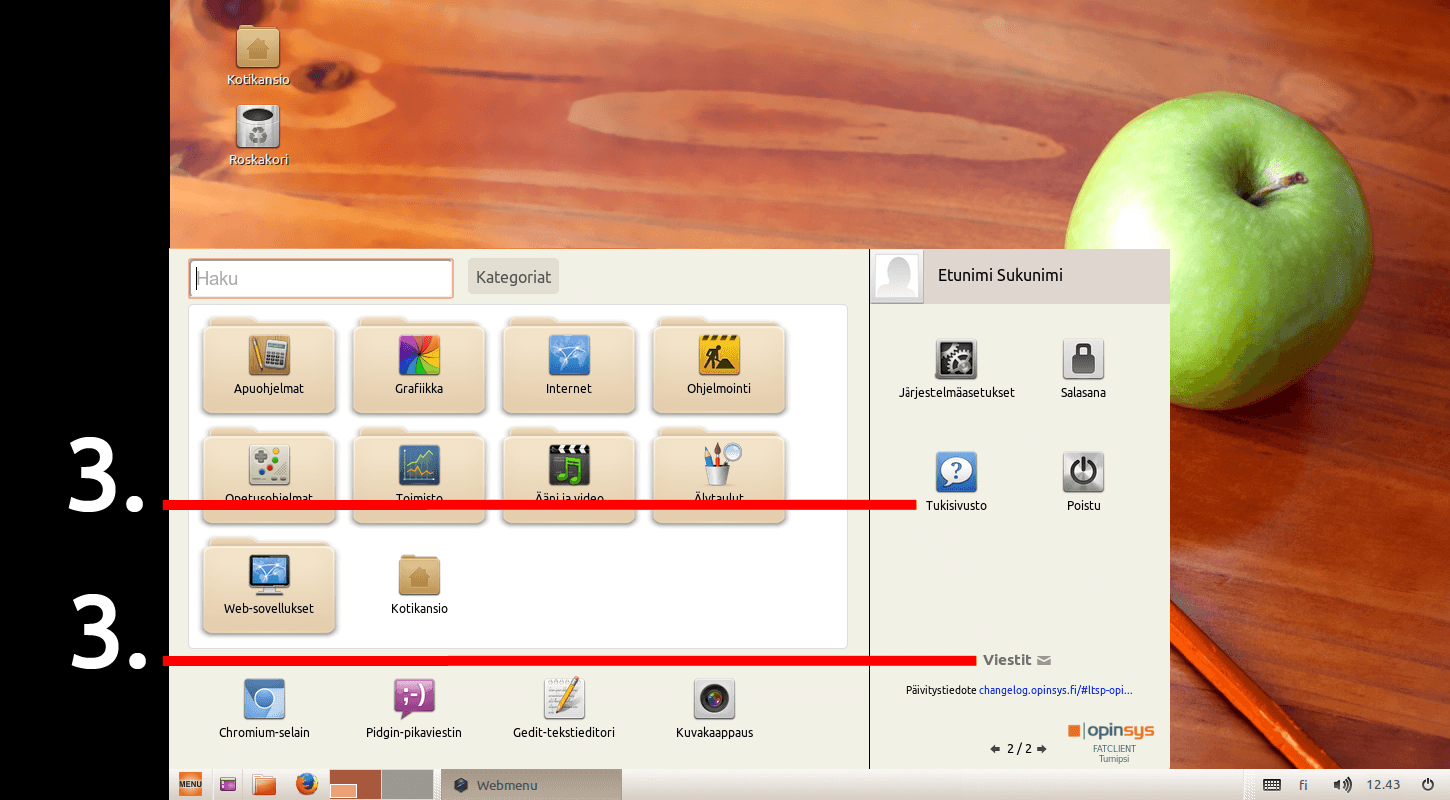 Kotikansio
Roskakori
Haku
Kategoriat
Etunimi Sukunimi
Apuohjelmat
Grafiikka
Internet
Ohjelmointi
Järjestelmäasetukset
Salasana
3.
Opetusohjelmat
Toimisto
Ääni ja video
Älytaulut
Tukisivusto
Poistu
Web-sovellukset
Kotikansio
3.
Viestit
Päivitystiedote changelog.opinsys.fi/#ltsp-opi...
Chromium-selain
Pidgin-pikaviestin
Gedit-tekstieditori
Kuvakaappaus
opinsys
2 / 2
FATCLIENT
Turnipsi
MENU
Webmenu
fi
12.43